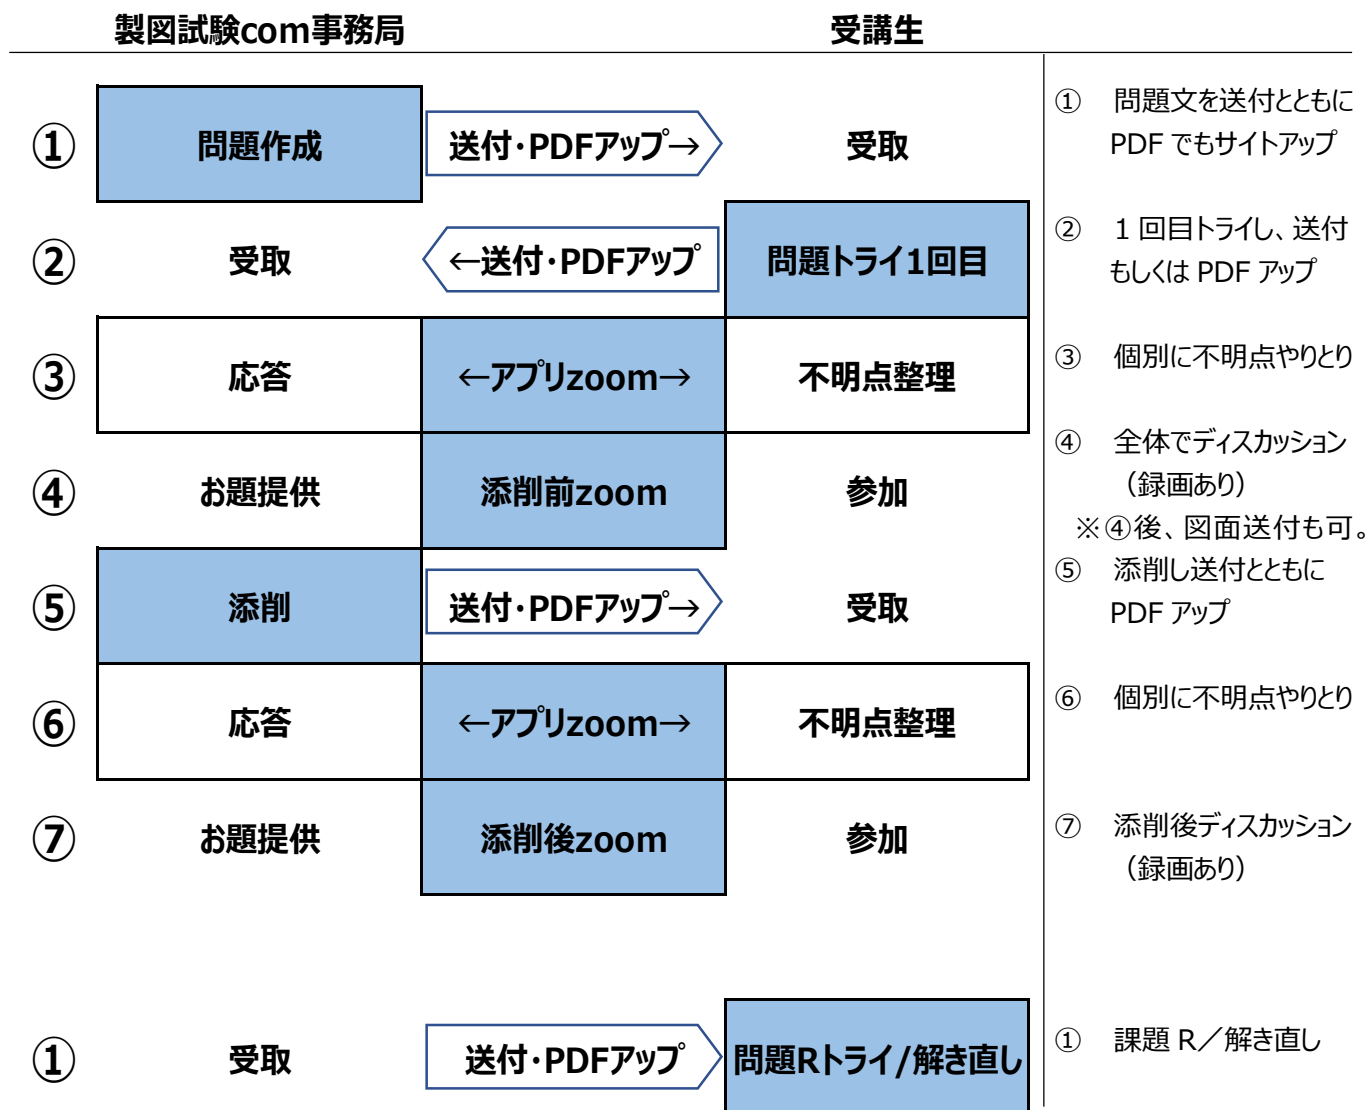 製図試験com事務局 受講生
① 問題作成 送付・PDFアップ→ 受取
② 受取 ←送付・PDFアップ 問題トライ1回目
③ 応答 ←アプリzoom→ 不明点整理
④ お題提供 添削前zoom 参加
⑤ 添削 送付・PDFアップ→ 受取
⑥ 応答 ←アプリzoom→ 不明点整理
⑦ お題提供 添削後zoom 参加
① 受取 送付・PDFアップ 問題Rトライ/解き直し
① 問題文を送付とともに
PDF でもサイトアップ
② 1 回目トライし、送付
もしくは PDF アップ
③ 個別に不明点やりとり
④ 全体でディスカッション
（録画あり）
※④後、図面送付も可。
⑤ 添削し送付とともに
PDF アップ
⑥ 個別に不明点やりとり
⑦ 添削後ディスカッション
（録画あり）
① 課題 R／解き直し